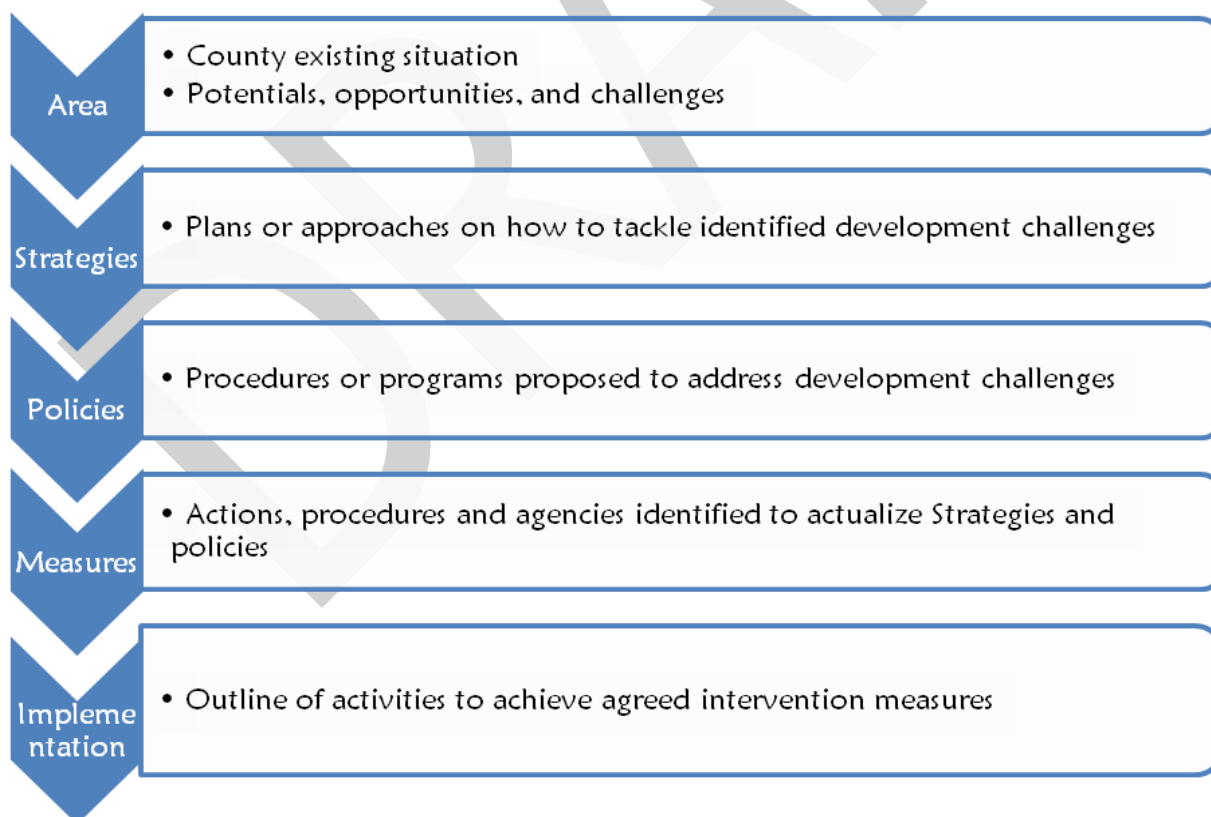 Area
• County existing situation
• Potentials, opportunities, and challenges
Strategies
• Plans or approaches on how to tackle identified development challenges
Policies
• Procedures or programs proposed to address development challenges
Measures
• Actions, procedures and agencies identified to actualize Strategies and
policies
Impleme
ntation
• Outline of activities to achieve agreed intervention measures
DRA